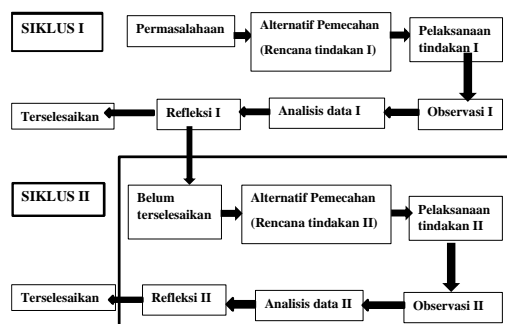 SIKLUS I
Permasalahaan
Alternatif Pemecahan
(Rencana tindakan I)
Pelaksanaan
tindakan I
Terselesaikan
Refleksi I
Analisis data I
Observasi I
SIKLUS II
Belum
terselesaikan
Alternatif Pemecahan
(Rencana tindakan II)
Pelaksanaan
tindakan II
Terselesaikan
Refleksi II
Analisis data II
Observasi II